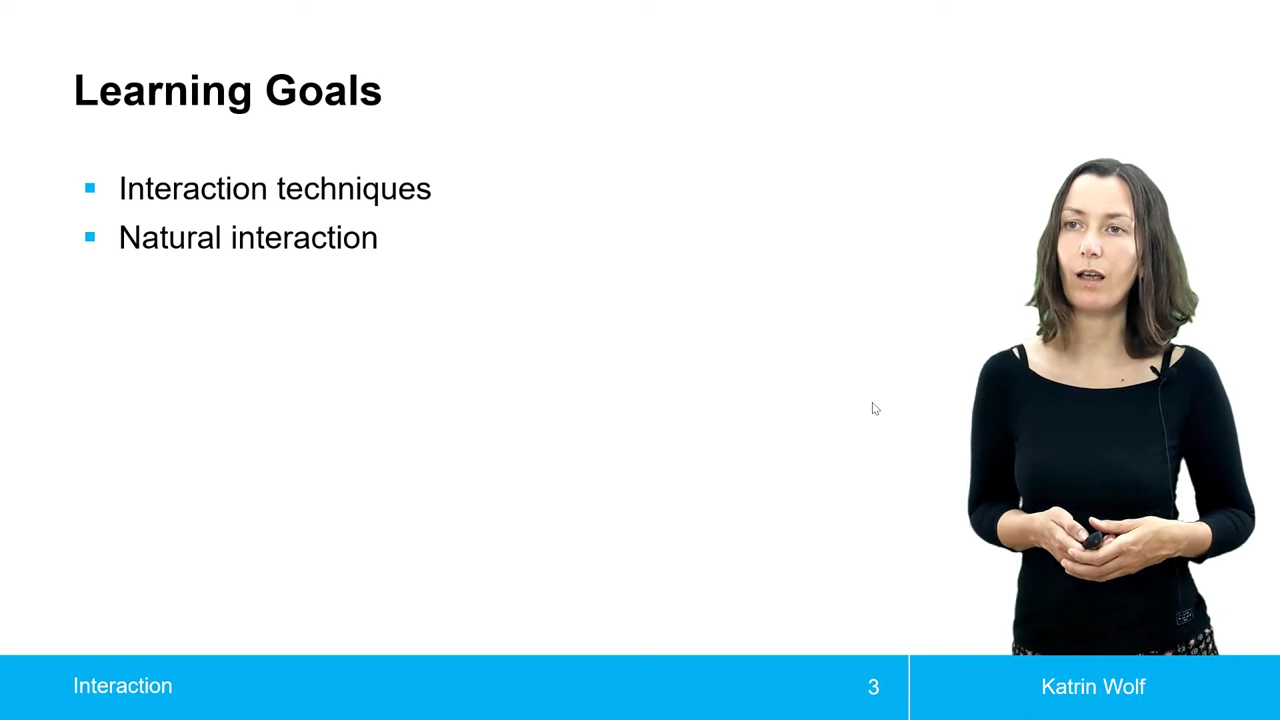 Learning Goals
Interaction techniques
Natural interaction
Interaction
3
Katrin Wolf